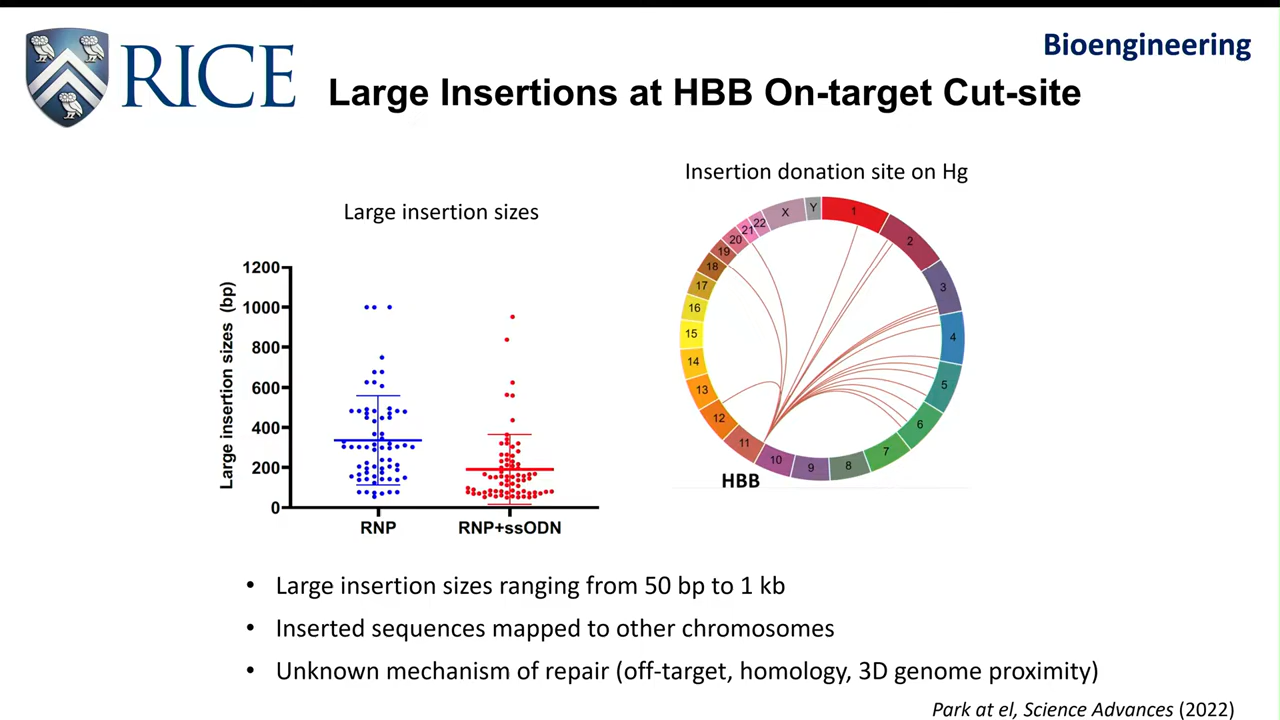 RICE
Bioengineering
Large Insertions at HBB On-target Cut-site
Large insertion sizes
Large insertion sizes (bp)
1200
1000
800
600
400
200
0
RNP
RNP+ssODN
Insertion donation site on Hg
1
2
3
4
5
6
7
8
9
10
11
12
13
14
15
16
17
18
19
20
21
22
X
Y
HBB
• Large insertion sizes ranging from 50 bp to 1 kb
• Inserted sequences mapped to other chromosomes
• Unknown mechanism of repair (off-target, homology, 3D genome proximity)
Park at el, Science Advances (2022)